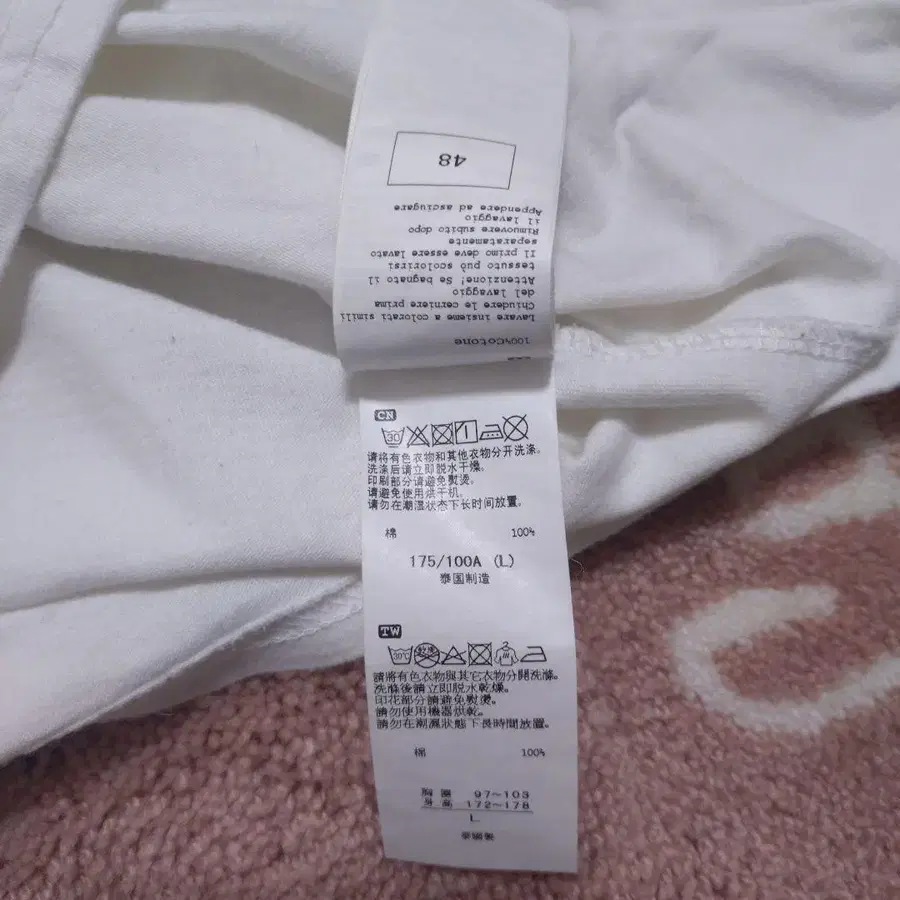 48
Appendere ad asciugare
il lavaggio
Rimuovere subito dopo
separatamente
Il primo deve essere lavato
tessuto può scolorirsi
Attenzione! Se bagnato il
del lavaggio
Chiudere le cerniere prima
Lavare insieme a colorati simili
100%Cotone
CN
30
请将有色衣物和其他衣物分开洗涤。
洗涤后请立即脱水干燥。
印刷部分请避免熨烫。
请避免使用烘干机。
请勿在潮湿状态下长时间放置。
棉 100%
175/100A (L)
泰国制造
TW
30℃
請將有色衣物與其它衣物分開洗滌。
洗滌後請立即脫水乾燥。
印花部分請避免熨燙。
請勿使用機器烘乾。
請勿在潮濕狀態下長時間放置。
棉 100%
胸圍 97~103
身高 172~178
L
泰國製